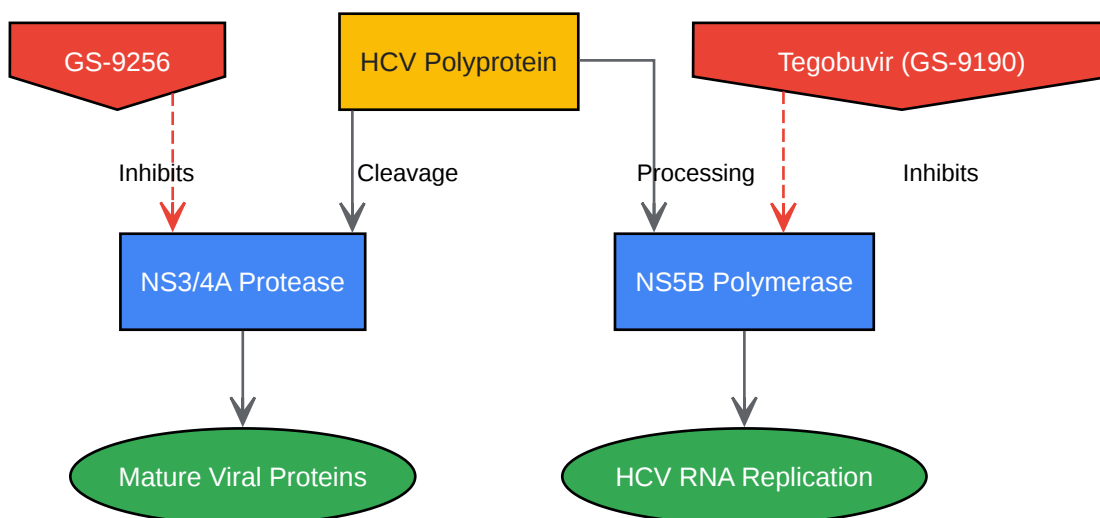 GS-9256
HCV Polyprotein
Tegobuvir (GS-9190)
Inhibits
Cleavage
Processing
Inhibits
NS3/4A Protease
NS5B Polymerase
Mature Viral Proteins
HCV RNA Replication